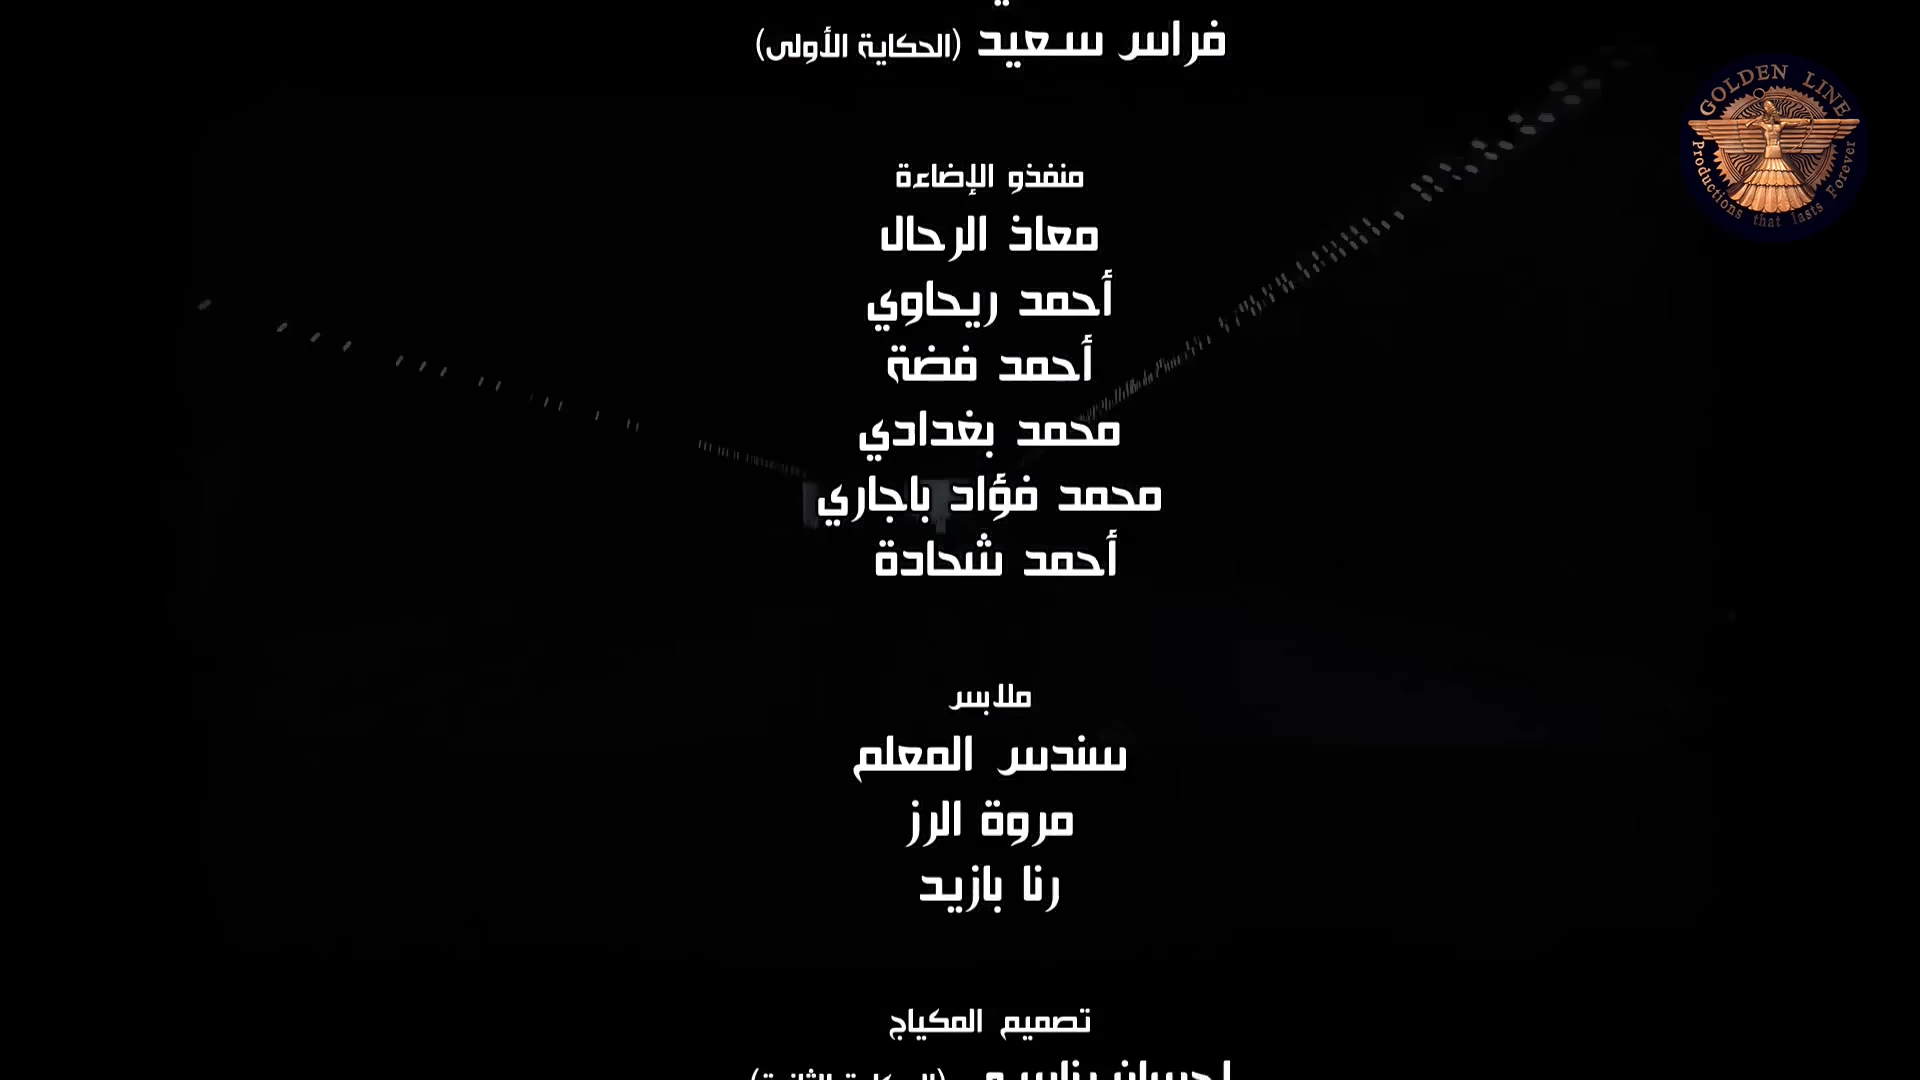 فراس سعيد (الحكاية الأولى)
GOLDEN LINE
Productions that lasts Forever
منفذو الإضاءة
معاذ الرحال
أحمد ريحاوي
أحمد فضة
محمد بغدادي
محمد فؤاد باجاري
أحمد شحادة
ملابس
سندس المعلم
مروة الرز
رنا بازيد
تصميم المكياج